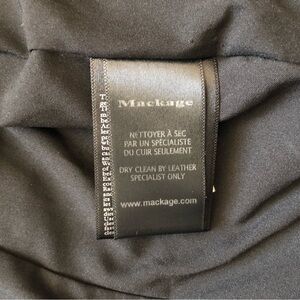 Mackage
NETTOYER À SEC
PAR UN SPÉCIALISTE
DU CUIR SEULEMENT
DRY CLEAN BY LEATHER
SPECIALIST ONLY
www.mackage.com